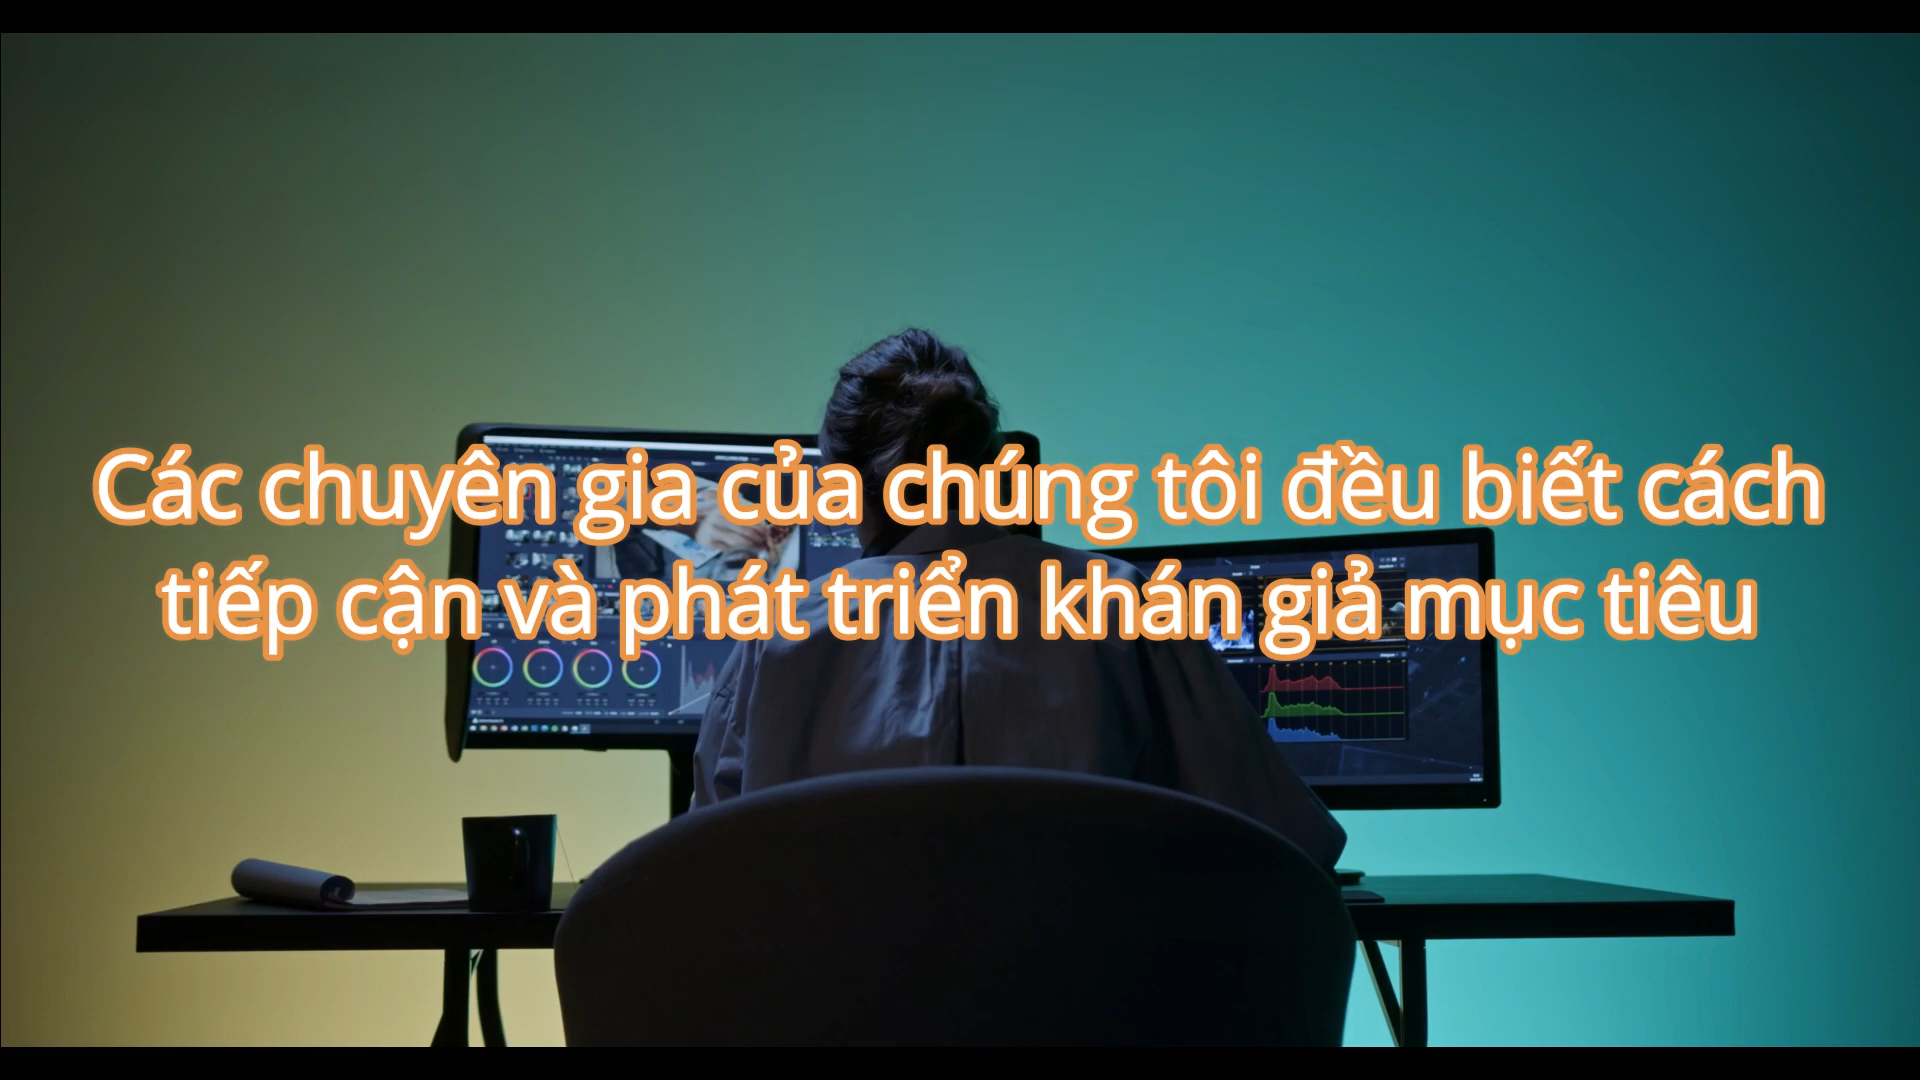 Các chuyên gia của chúng tôi đều biết cách
tiếp cận và phát triển khán giả mục tiêu